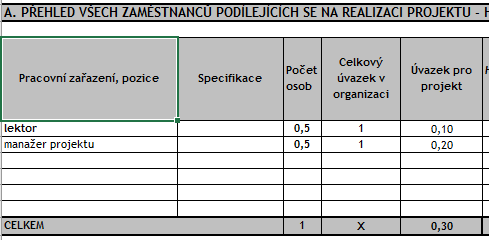 A. PŘEHLED VŠECH ZAMĚSTNANCŮ PODÍLEJÍCÍCH SE NA REALIZACI PROJEKTU -
Pracovní zařazení, pozice Specifikace Počet osob Celkový úvazek v organizaci Úvazek pro projekt
lektor 0,5 1 0,10
manažer projektu 0,5 1 0,20
CELKEM 1 X 0,30